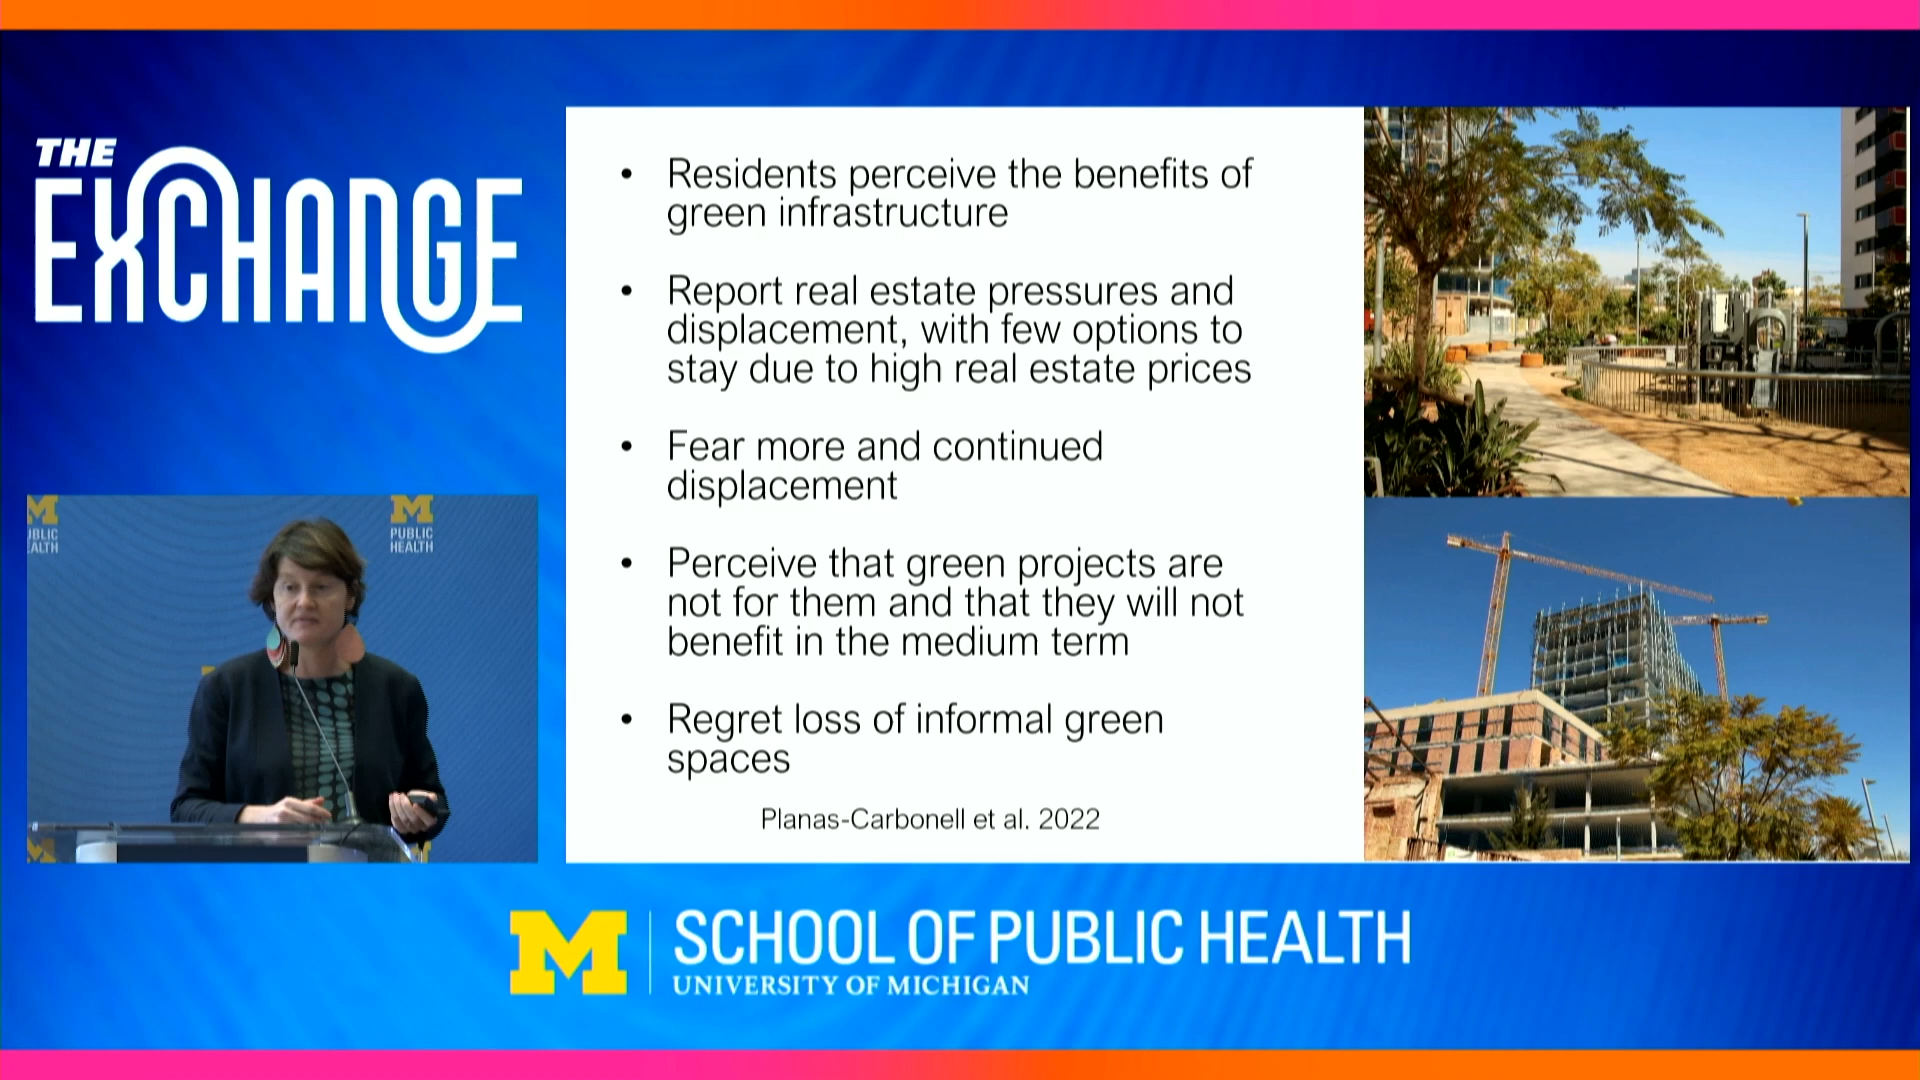 THE
EXCHANGE
• Residents perceive the benefits of
green infrastructure
• Report real estate pressures and
displacement, with few options to
stay due to high real estate prices
• Fear more and continued
displacement
• Perceive that green projects are
not for them and that they will not
benefit in the medium term
• Regret loss of informal green
spaces
Planas-Carbonell et al. 2022
M
PUBLIC
HEALTH
M
UBLIC
EALTH
M SCHOOL OF PUBLIC HEALTH
UNIVERSITY OF MICHIGAN